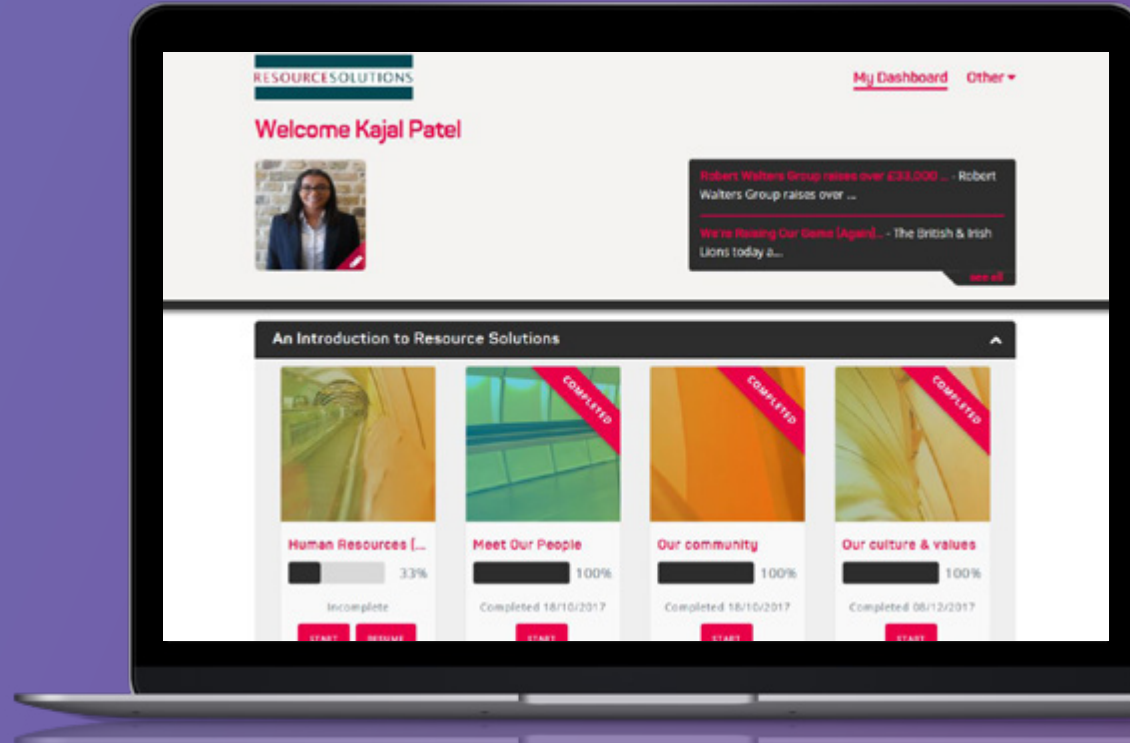 RESOURCESOLUTIONS
My Dashboard Other
Welcome Kajal Patel
Robert Walters Group raises over £33,000 ... - Robert
Walters Group raises over ...
We're Raising Our Game (Again)... - The British & Irish
Lions today a...
see all
An Introduction to Resource Solutions
COMPLETED
COMPLETED
COMPLETED
Human Resources (...
Meet Our People
Our community
Our culture & values
33%
100%
100%
100%
Incomplete
Completed 18/10/2017
Completed 18/10/2017
Completed 08/12/2017
START RESUME
START
START
START